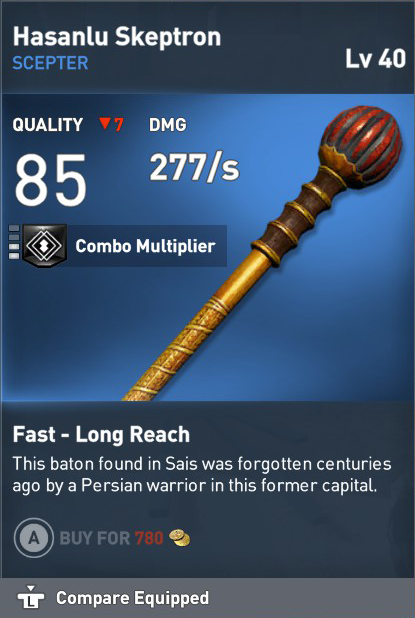 Hasanlu Skeptron
SCEPTER
Lv 40
QUALITY ▼7 DMG
85 277/s
Combo Multiplier
Fast - Long Reach
This baton found in Sais was forgotten centuries
ago by a Persian warrior in this former capital.
A BUY FOR 780
L Compare Equipped